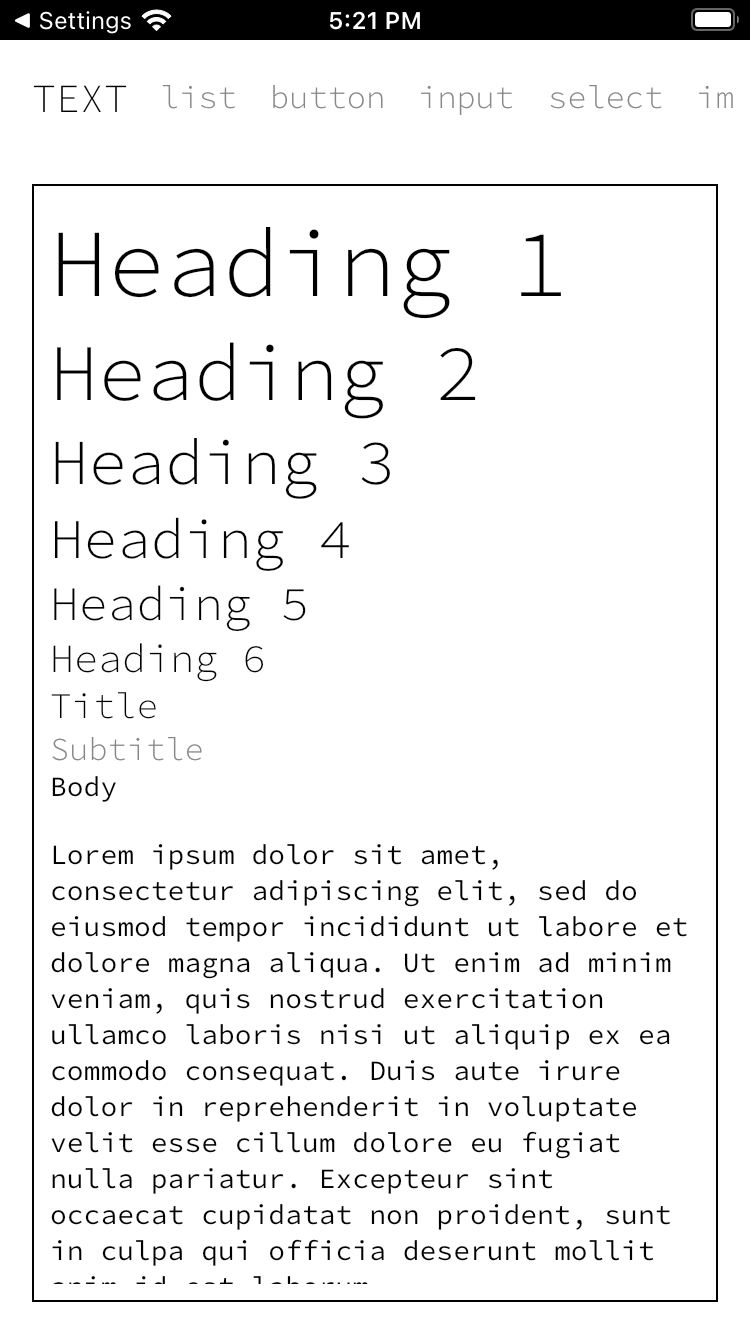 ◀ Settings 5:21 PM
TEXT list button input select im
Heading 1
Heading 2
Heading 3
Heading 4
Heading 5
Heading 6
Title
Subtitle
Body
Lorem ipsum dolor sit amet,
consectetur adipiscing elit, sed do
eiusmod tempor incididunt ut labore et
dolore magna aliqua. Ut enim ad minim
veniam, quis nostrud exercitation
ullamco laboris nisi ut aliquip ex ea
commodo consequat. Duis aute irure
dolor in reprehenderit in voluptate
velit esse cillum dolore eu fugiat
nulla pariatur. Excepteur sint
occaecat cupidatat non proident, sunt
in culpa qui officia deserunt mollit